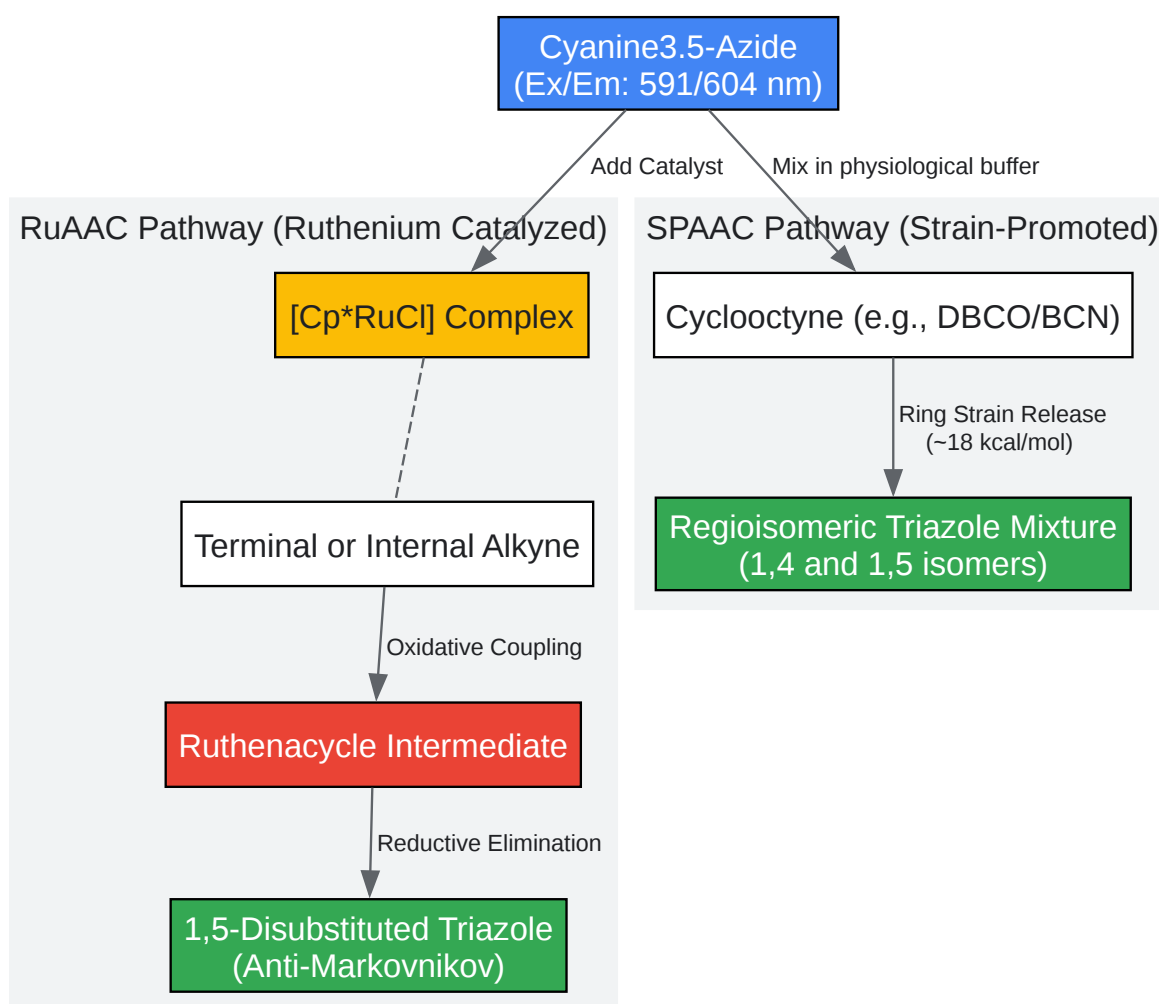 Cyanine3.5-Azide
(Ex/Em: 591/604 nm)
Add Catalyst
Mix in physiological buffer
RuAAC Pathway (Ruthenium Catalyzed)
[Cp*RuCl] Complex
Terminal or Internal Alkyne
Oxidative Coupling
Ruthenacycle Intermediate
Reductive Elimination
1,5-Disubstituted Triazole
(Anti-Markovnikov)
SPAAC Pathway (Strain-Promoted)
Cyclooctyne (e.g., DBCO/BCN)
Ring Strain Release
(~18 kcal/mol)
Regioisomeric Triazole Mixture
(1,4 and 1,5 isomers)